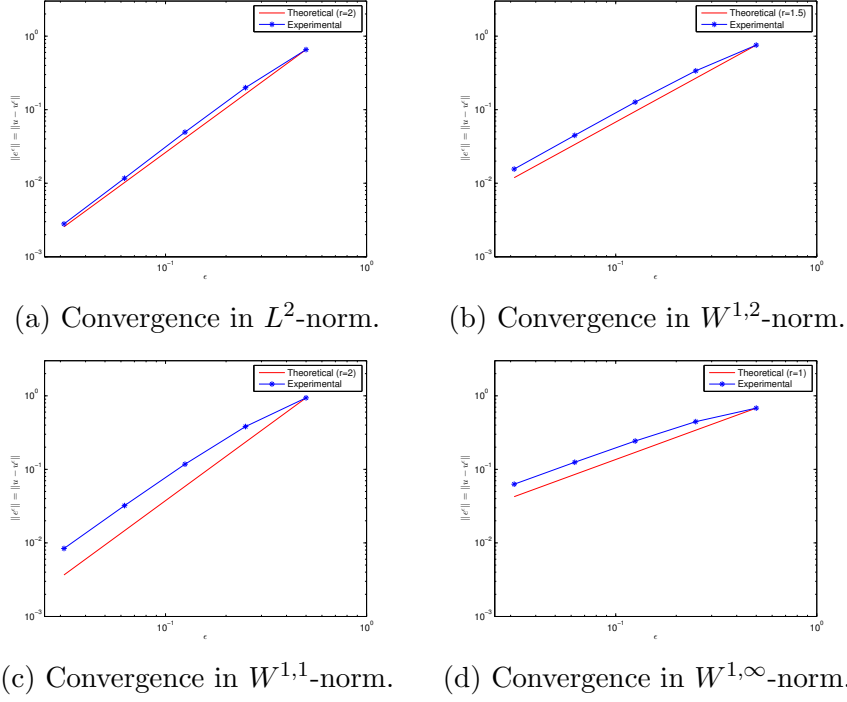 Theoretical (r=2)
Experimental
10^0
10^{-1}
10^{-2}
10^{-3}
||e^ϵ|| = ||u − u^ϵ||
10^{-1}
10^0
ϵ
(a) Convergence in L^2-norm.
Theoretical (r=1.5)
Experimental
10^0
10^{-1}
10^{-2}
10^{-3}
||e^ϵ|| = ||u − u^ϵ||
10^{-1}
10^0
ϵ
(b) Convergence in W^{1,2}-norm.
Theoretical (r=2)
Experimental
10^0
10^{-1}
10^{-2}
10^{-3}
||e^ϵ|| = ||u − u^ϵ||
10^{-1}
10^0
ϵ
(c) Convergence in W^{1,1}-norm.
Theoretical (r=1)
Experimental
10^0
10^{-1}
10^{-2}
10^{-3}
||e^ϵ|| = ||u − u^ϵ||
10^{-1}
10^0
ϵ
(d) Convergence in W^{1,∞}-norm.